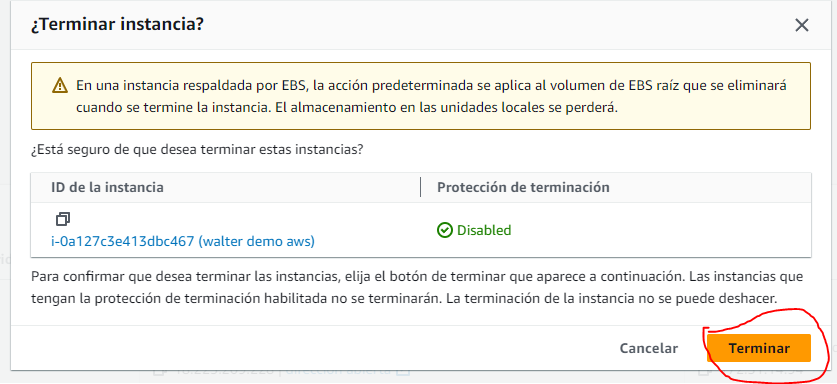 ¿Terminar instancia?
En una instancia respaldada por EBS, la acción predeterminada se aplica al volumen de EBS raíz que se eliminará
cuando se termine la instancia. El almacenamiento en las unidades locales se perderá.
¿Está seguro de que desea terminar estas instancias?
ID de la instancia Protección de terminación
i-0a127c3e413dbc467 (walter demo aws) Disabled
Para confirmar que desea terminar las instancias, elija el botón de terminar que aparece a continuación. Las instancias que
tengan la protección de terminación habilitada no se terminarán. La terminación de la instancia no se puede deshacer.
Cancelar Terminar